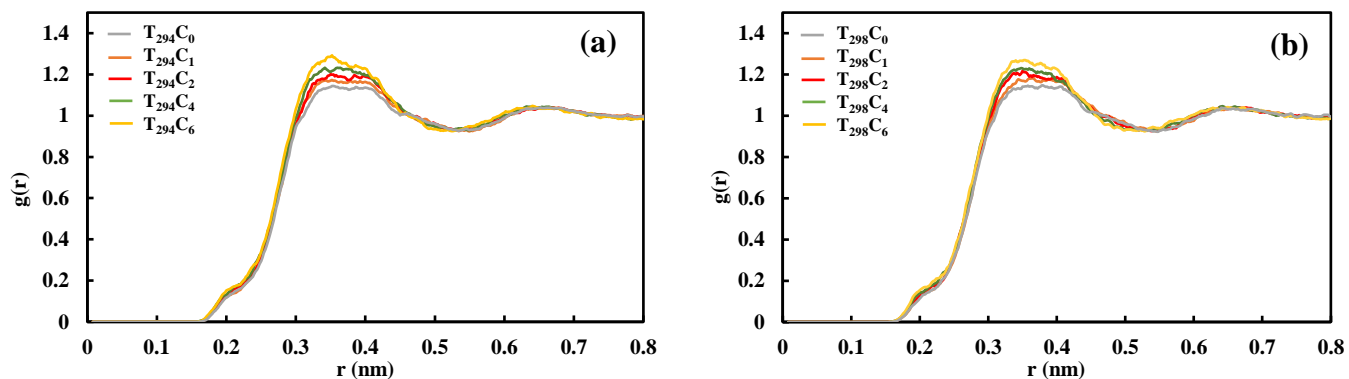 (a)
T₂₉₄C₀
T₂₉₄C₁
T₂₉₄C₂
T₂₉₄C₄
T₂₉₄C₆
g(r)
1.4
1.2
1
0.8
0.6
0.4
0.2
0
0 0.1 0.2 0.3 0.4 0.5 0.6 0.7 0.8
r (nm)
(b)
T₂₉₈C₀
T₂₉₈C₁
T₂₉₈C₂
T₂₉₈C₄
T₂₉₈C₆
g(r)
1.4
1.2
1
0.8
0.6
0.4
0.2
0
0 0.1 0.2 0.3 0.4 0.5 0.6 0.7 0.8
r (nm)